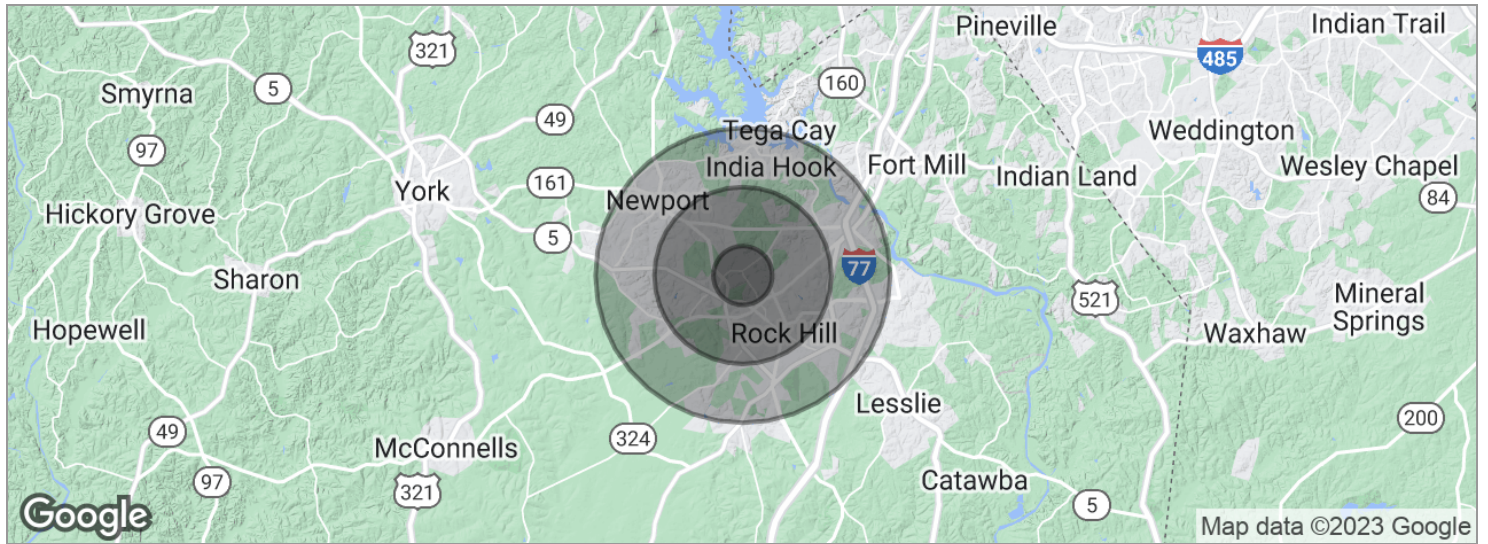 Pineville
Indian Trail
321
485
5
160
Smyrna
49
Tega Cay
Weddington
97
India Hook
Fort Mill
Wesley Chapel
161
York
Indian Land
Newport
84
Hickory Grove
5
77
Sharon
521
Mineral
Springs
Hopewell
Rock Hill
Waxhaw
Lesslie
49
324
200
McConnells
97
321
Catawba
5
Google
Map data ©2023 Google